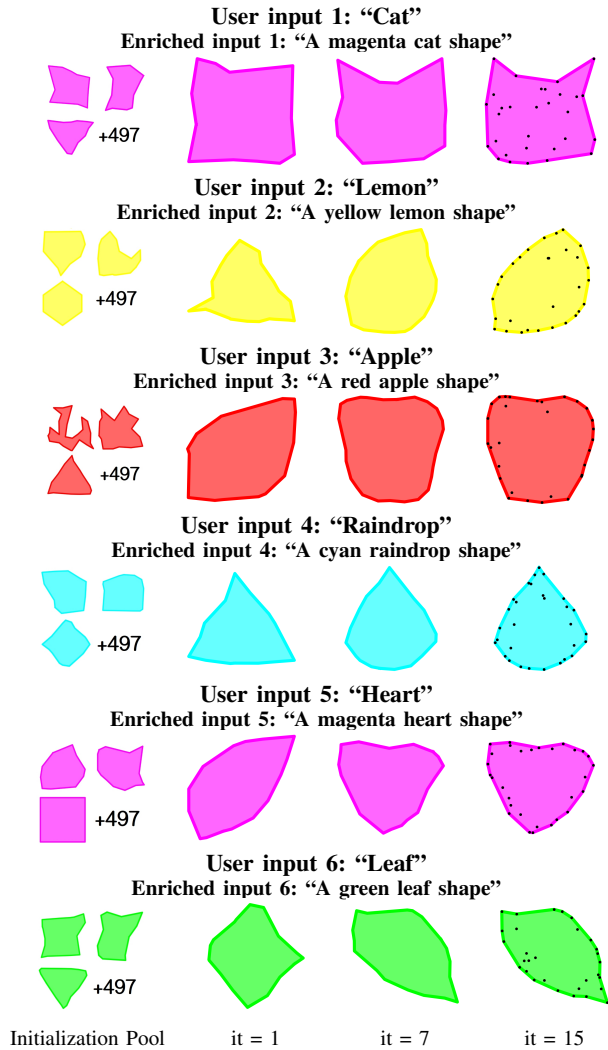 User input 1: “Cat”
Enriched input 1: “A magenta cat shape”
+497
User input 2: “Lemon”
Enriched input 2: “A yellow lemon shape”
+497
User input 3: “Apple”
Enriched input 3: “A red apple shape”
+497
User input 4: “Raindrop”
Enriched input 4: “A cyan raindrop shape”
+497
User input 5: “Heart”
Enriched input 5: “A magenta heart shape”
+497
User input 6: “Leaf”
Enriched input 6: “A green leaf shape”
+497
Initialization Pool it = 1 it = 7 it = 15